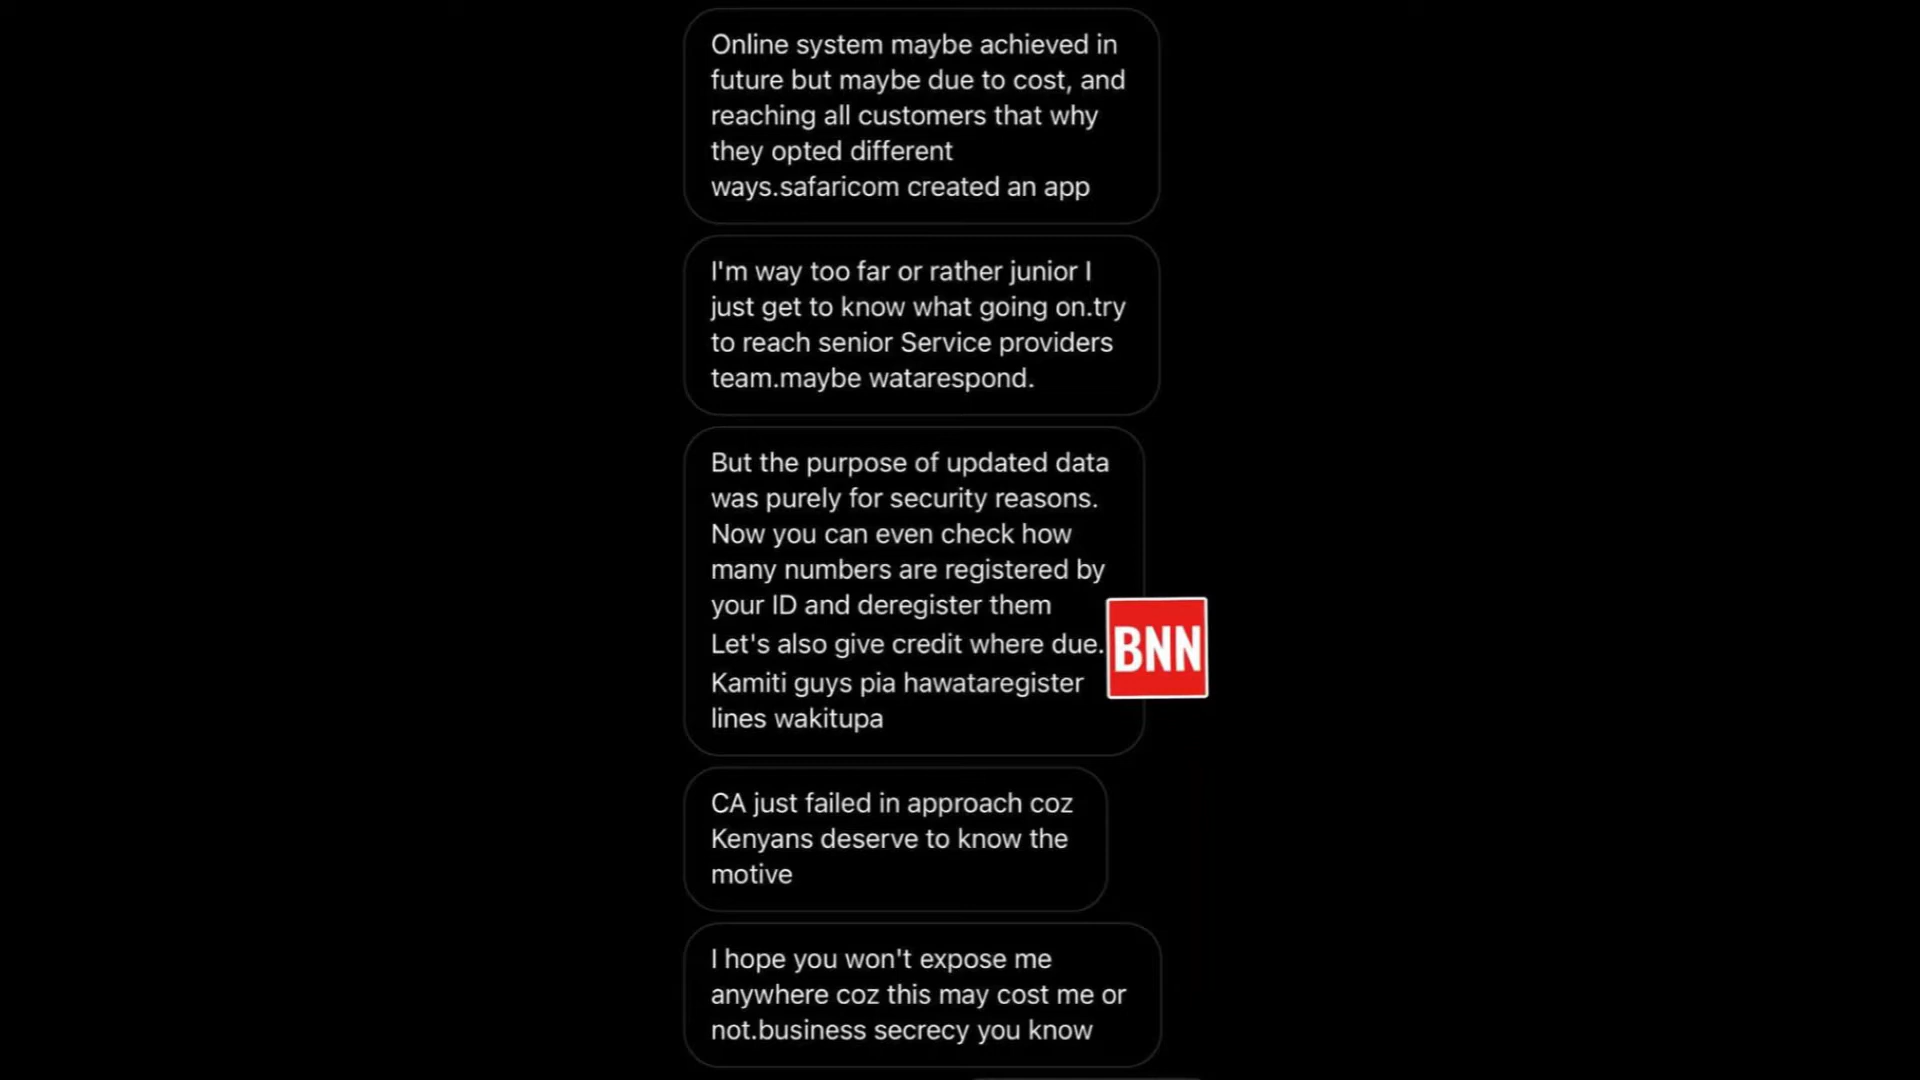 Online system maybe achieved in
future but maybe due to cost, and
reaching all customers that why
they opted different
ways.safaricom created an app
I'm way too far or rather junior I
just get to know what going on.try
to reach senior Service providers
team.maybe watarespond.
But the purpose of updated data
was purely for security reasons.
Now you can even check how
many numbers are registered by
your ID and deregister them
Let's also give credit where due.
Kamiti guys pia hawataregister
lines wakitupa
BNN
CA just failed in approach coz
Kenyans deserve to know the
motive
I hope you won't expose me
anywhere coz this may cost me or
not.business secrecy you know